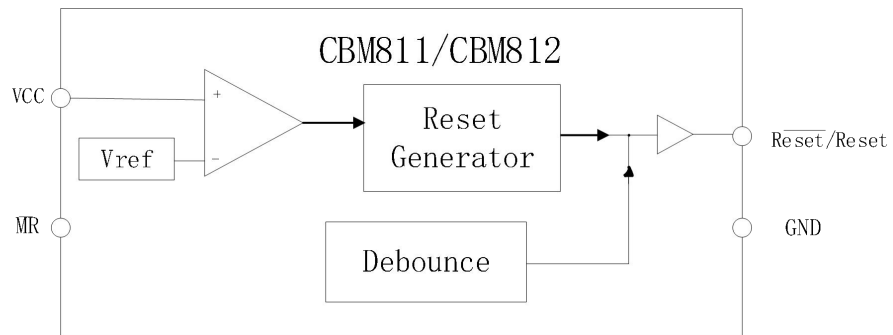 CBM811/CBM812
VCC
+
Vref
−
Reset
Generator
Reset/Reset
MR
GND
Debounce